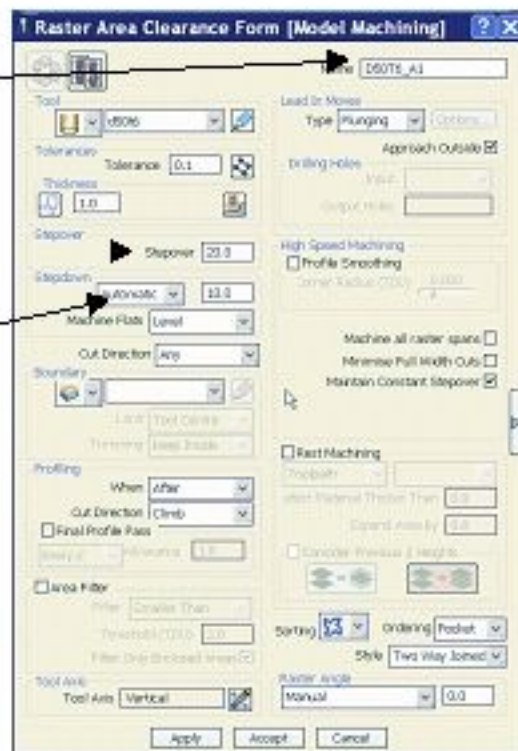 Raster Area Clearance Form [Model Machining]
Name D50T6_A1
Tool
d50t6
Tolerances
Tolerance 0.1
Thickness
1.0
Stepover
Stepover 20.0
Stepdown
automatic 10.0
Machine Flats Level
Cut Direction Any
Boundary
Limit Tool Centre
Trimming Keep Inside
Profiling
When After
Cut Direction Climb
Final Profile Pass
Allowance 1.0
Area Filter
Filter Smaller Than
Threshold (TDU) 2.0
Filter Only Enclosed Areas
Tool Axis
Tool Axis Vertical
Lead In Moves
Type Plunging Options...
Approach Outside
Drilling Holes
Input
Output Holes
High Speed Machining
Profile Smoothing
Corner Radius (TDU)
Machine all raster spans
Minimise Full Width Cuts
Maintain Constant Stepover
Rest Machining
Toolpath
Material Thicker Than 0.0
Expand Area By 0.0
Consider Previous Z Heights
Sorting Ordering Pocket
Style Two Way Joined
Raster Angle
Manual 0.0
Apply Accept Cancel